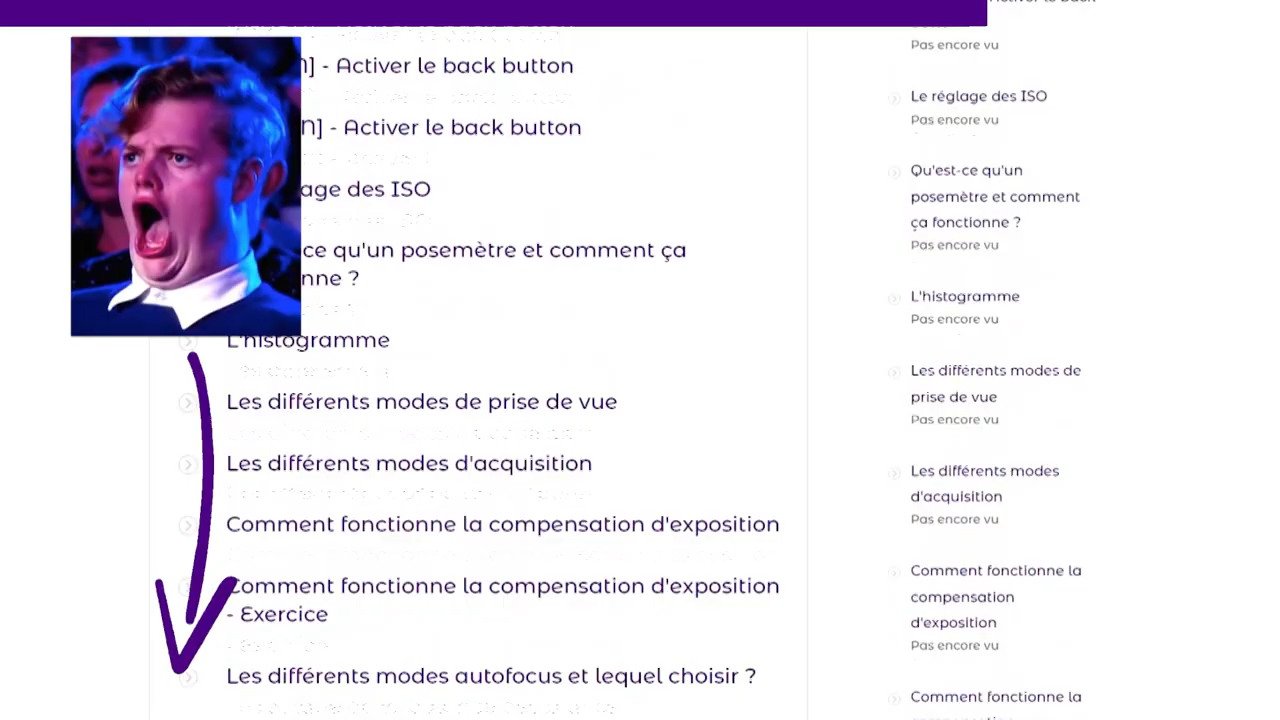 N] - Activer le back button
N] - Activer le back button
age des ISO
ce qu'un posemètre et comment ça
nne ?
L'histogramme
Les différents modes de prise de vue
Les différents modes d'acquisition
Comment fonctionne la compensation d'exposition
Comment fonctionne la compensation d'exposition
- Exercice
Les différents modes autofocus et lequel choisir ?
Pas encore vu
Le réglage des ISO
Pas encore vu
Qu'est-ce qu'un
posemètre et comment
ça fonctionne ?
Pas encore vu
L'histogramme
Pas encore vu
Les différents modes de
prise de vue
Pas encore vu
Les différents modes
d'acquisition
Pas encore vu
Comment fonctionne la
compensation
d'exposition
Pas encore vu
Comment fonctionne la